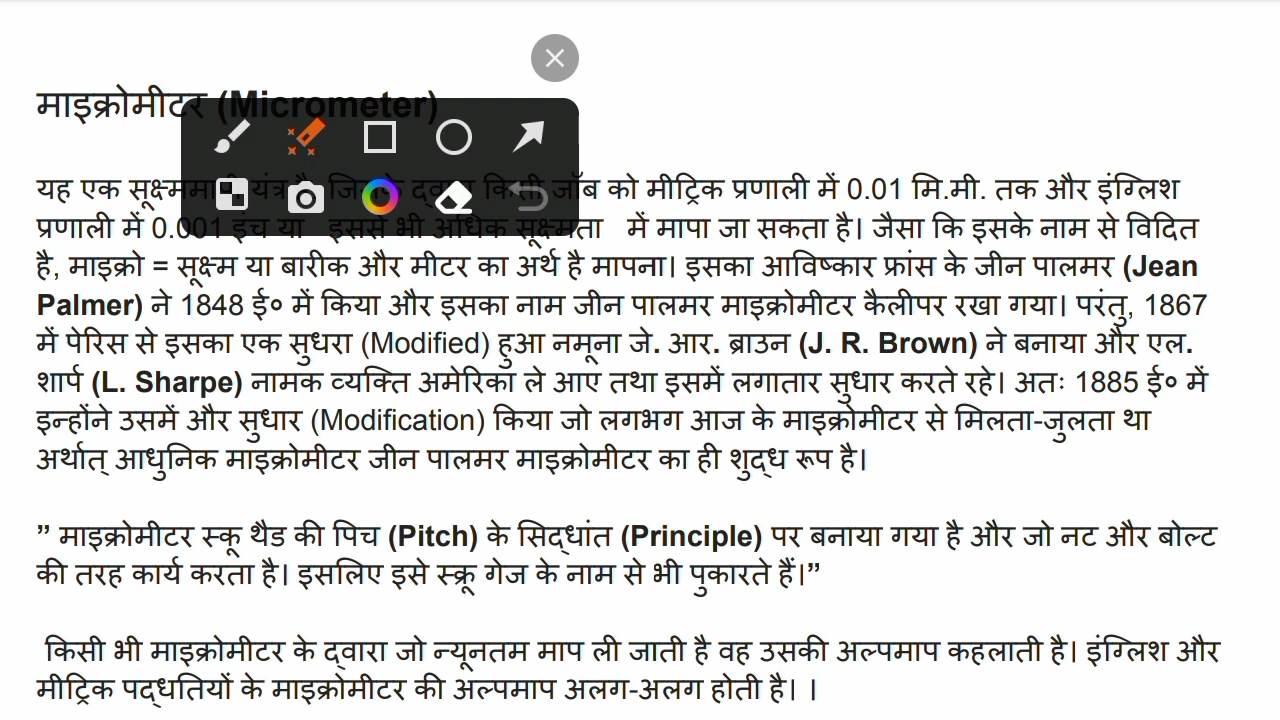 माइक्रोमीटर (Micrometer)
यह एक सूक्ष्ममापी यंत्र है, जिसके द्वारा किसी जॉब को मीट्रिक प्रणाली में 0.01 मि.मी. तक और इंग्लिश
प्रणाली में 0.001 इंच या इससे भी अधिक सूक्ष्मता में मापा जा सकता है। जैसा कि इसके नाम से विदित
है, माइक्रो = सूक्ष्म या बारीक और मीटर का अर्थ है मापना। इसका आविष्कार फ्रांस के जीन पालमर (Jean
Palmer) ने 1848 ई० में किया और इसका नाम जीन पालमर माइक्रोमीटर कैलीपर रखा गया। परंतु, 1867
में पेरिस से इसका एक सुधरा (Modified) हुआ नमूना जे. आर. ब्राउन (J. R. Brown) ने बनाया और एल.
शार्प (L. Sharpe) नामक व्यक्ति अमेरिका ले आए तथा इसमें लगातार सुधार करते रहे। अतः 1885 ई० में
इन्होंने उसमें और सुधार (Modification) किया जो लगभग आज के माइक्रोमीटर से मिलता-जुलता था
अर्थात् आधुनिक माइक्रोमीटर जीन पालमर माइक्रोमीटर का ही शुद्ध रूप है।
” माइक्रोमीटर स्कू थैड की पिच (Pitch) के सिद्धांत (Principle) पर बनाया गया है और जो नट और बोल्ट
की तरह कार्य करता है। इसलिए इसे स्क्रू गेज के नाम से भी पुकारते हैं।”
किसी भी माइक्रोमीटर के द्वारा जो न्यूनतम माप ली जाती है वह उसकी अल्पमाप कहलाती है। इंग्लिश और
मीट्रिक पद्धतियों के माइक्रोमीटर की अल्पमाप अलग-अलग होती है। ।